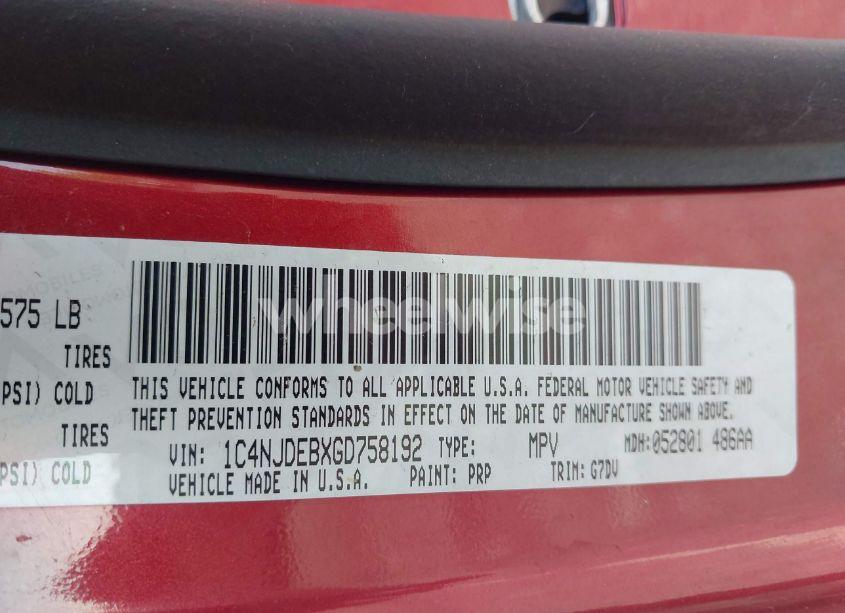 575 LB
TIRES
PSI) COLD
TIRES
PSI) COLD
wheelwise
THIS VEHICLE CONFORMS TO ALL APPLICABLE U.S.A. FEDERAL MOTOR VEHICLE SAFETY AND
THEFT PREVENTION STANDARDS IN EFFECT ON THE DATE OF MANUFACTURE SHOWN ABOVE.
VIN: 1C4NJDEBXGD758192 TYPE: MPV MDH:052801 486AA
VEHICLE MADE IN U.S.A. PAINT: PRP TRIM: G7DV